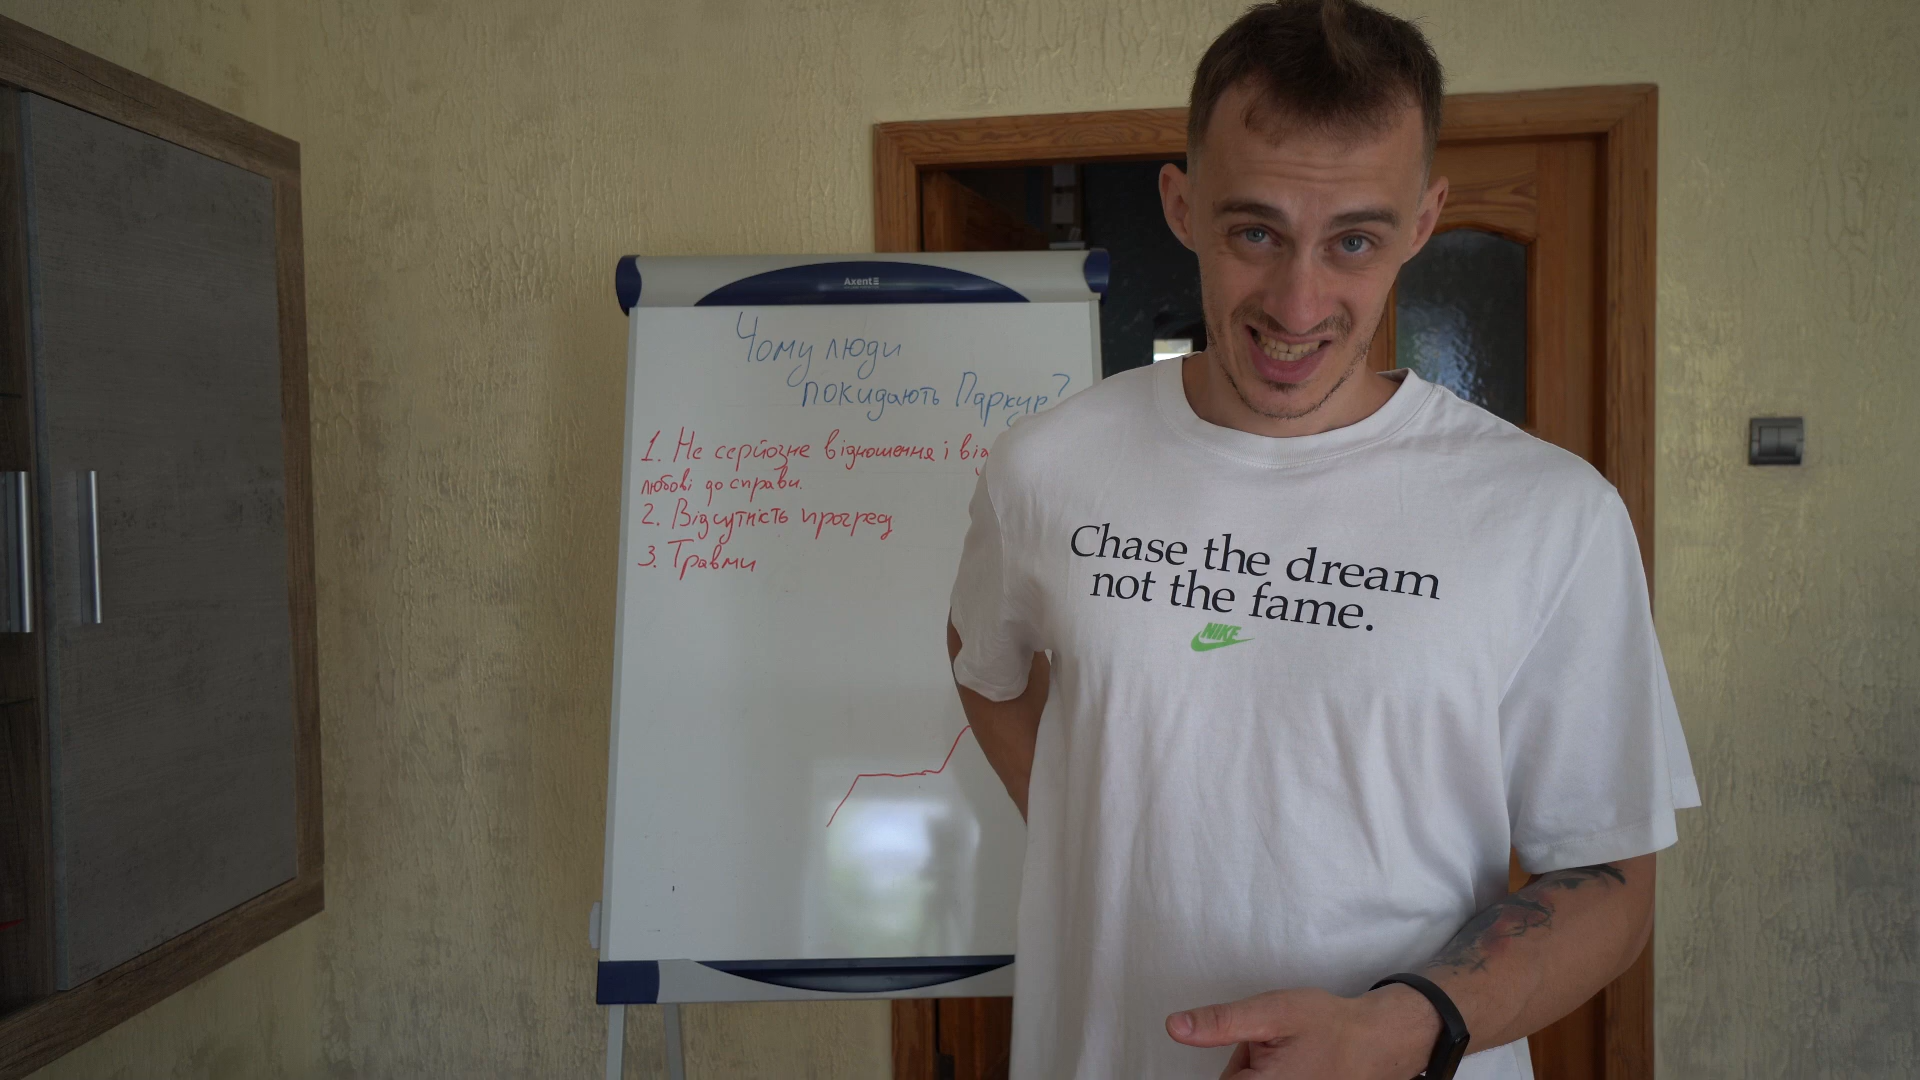 Axent
Чому люди
покидають Паркур?
1. Не серйозне відношення і від
любові до справи.
2. Відсутність прогресу
3. Травми
Chase the dream
not the fame.
NIKE